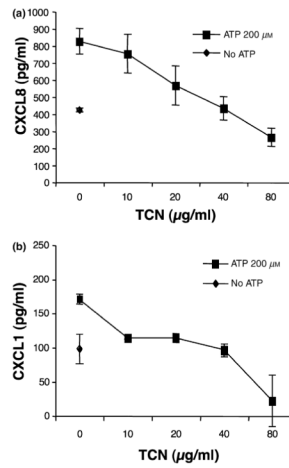 (a)
1000
900
800
700
600
500
400
300
200
100
0
CXCL8 (pg/ml)
ATP 200 μM
No ATP
0 10 20 40 80
TCN (μg/ml)
(b)
250
200
150
100
50
0
CXCL1 (pg/ml)
ATP 200 μM
No ATP
0 10 20 40 80
TCN (μg/ml)